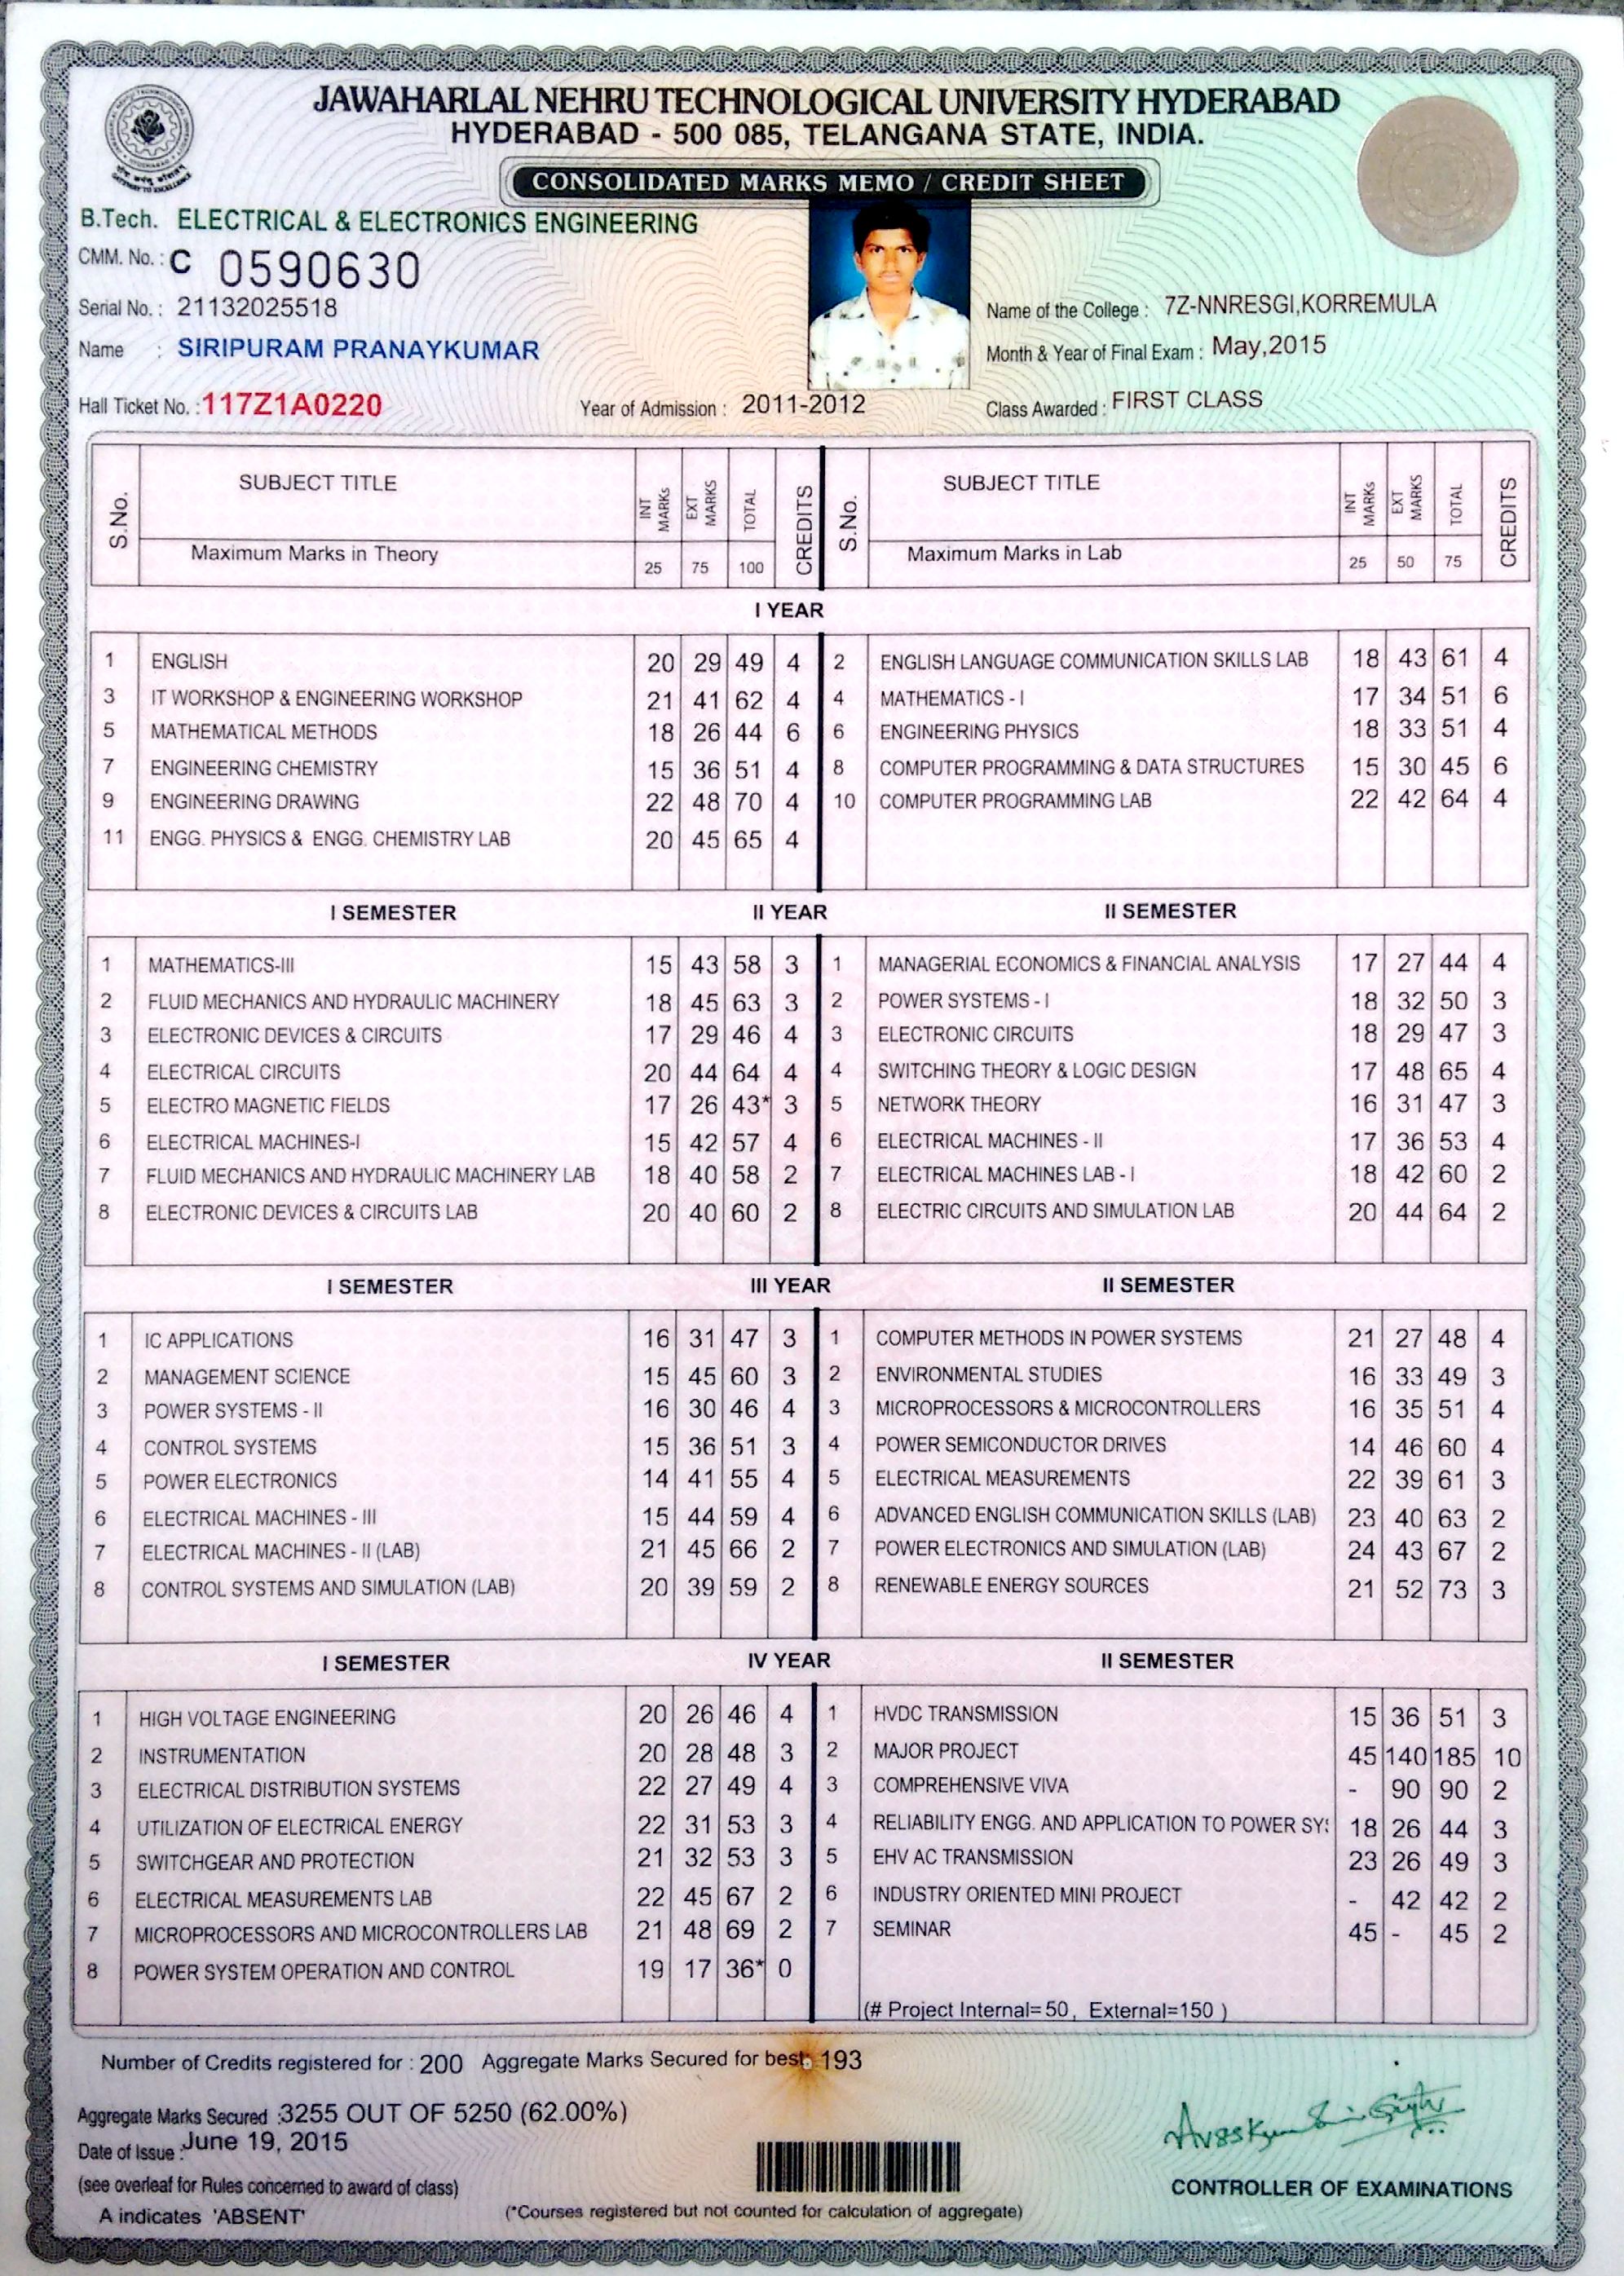 JAWAHARLAL NEHRU TECHNOLOGICAL UNIVERSITY HYDERABAD
HYDERABAD - 500 085, TELANGANA STATE, INDIA.
CONSOLIDATED MARKS MEMO / CREDIT SHEET
B.Tech. ELECTRICAL & ELECTRONICS ENGINEERING
CMM. No. : C 0590630
Serial No. : 21132025518
Name of the College : 7Z-NNRESGI,KORREMULA
Name : SIRIPURAM PRANAYKUMAR
Month & Year of Final Exam : May,2015
Hall Ticket No. : 117Z1A0220 Year of Admission : 2011-2012 Class Awarded : FIRST CLASS
S.No. SUBJECT TITLE INT MARKs EXT MARKS TOTAL CREDITS S.No. SUBJECT TITLE INT MARKs EXT MARKS TOTAL CREDITS
Maximum Marks in Theory 25 75 100 Maximum Marks in Lab 25 50 75
I YEAR
1 ENGLISH 20 29 49 4 2 ENGLISH LANGUAGE COMMUNICATION SKILLS LAB 18 43 61 4
3 IT WORKSHOP & ENGINEERING WORKSHOP 21 41 62 4 4 MATHEMATICS - I 17 34 51 6
5 MATHEMATICAL METHODS 18 26 44 6 6 ENGINEERING PHYSICS 18 33 51 4
7 ENGINEERING CHEMISTRY 15 36 51 4 8 COMPUTER PROGRAMMING & DATA STRUCTURES 15 30 45 6
9 ENGINEERING DRAWING 22 48 70 4 10 COMPUTER PROGRAMMING LAB 22 42 64 4
11 ENGG. PHYSICS & ENGG. CHEMISTRY LAB 20 45 65 4
I SEMESTER II YEAR II SEMESTER
1 MATHEMATICS-III 15 43 58 3 1 MANAGERIAL ECONOMICS & FINANCIAL ANALYSIS 17 27 44 4
2 FLUID MECHANICS AND HYDRAULIC MACHINERY 18 45 63 3 2 POWER SYSTEMS - I 18 32 50 3
3 ELECTRONIC DEVICES & CIRCUITS 17 29 46 4 3 ELECTRONIC CIRCUITS 18 29 47 3
4 ELECTRICAL CIRCUITS 20 44 64 4 4 SWITCHING THEORY & LOGIC DESIGN 17 48 65 4
5 ELECTRO MAGNETIC FIELDS 17 26 43* 3 5 NETWORK THEORY 16 31 47 3
6 ELECTRICAL MACHINES-I 15 42 57 4 6 ELECTRICAL MACHINES - II 17 36 53 4
7 FLUID MECHANICS AND HYDRAULIC MACHINERY LAB 18 40 58 2 7 ELECTRICAL MACHINES LAB - I 18 42 60 2
8 ELECTRONIC DEVICES & CIRCUITS LAB 20 40 60 2 8 ELECTRIC CIRCUITS AND SIMULATION LAB 20 44 64 2
I SEMESTER III YEAR II SEMESTER
1 IC APPLICATIONS 16 31 47 3 1 COMPUTER METHODS IN POWER SYSTEMS 21 27 48 4
2 MANAGEMENT SCIENCE 15 45 60 3 2 ENVIRONMENTAL STUDIES 16 33 49 3
3 POWER SYSTEMS - II 16 30 46 4 3 MICROPROCESSORS & MICROCONTROLLERS 16 35 51 4
4 CONTROL SYSTEMS 15 36 51 3 4 POWER SEMICONDUCTOR DRIVES 14 46 60 4
5 POWER ELECTRONICS 14 41 55 4 5 ELECTRICAL MEASUREMENTS 22 39 61 3
6 ELECTRICAL MACHINES - III 15 44 59 4 6 ADVANCED ENGLISH COMMUNICATION SKILLS (LAB) 23 40 63 2
7 ELECTRICAL MACHINES - II (LAB) 21 45 66 2 7 POWER ELECTRONICS AND SIMULATION (LAB) 24 43 67 2
8 CONTROL SYSTEMS AND SIMULATION (LAB) 20 39 59 2 8 RENEWABLE ENERGY SOURCES 21 52 73 3
I SEMESTER IV YEAR II SEMESTER
1 HIGH VOLTAGE ENGINEERING 20 26 46 4 1 HVDC TRANSMISSION 15 36 51 3
2 INSTRUMENTATION 20 28 48 3 2 MAJOR PROJECT 45 140 185 10
3 ELECTRICAL DISTRIBUTION SYSTEMS 22 27 49 4 3 COMPREHENSIVE VIVA - 90 90 2
4 UTILIZATION OF ELECTRICAL ENERGY 22 31 53 3 4 RELIABILITY ENGG. AND APPLICATION TO POWER SYS 18 26 44 3
5 SWITCHGEAR AND PROTECTION 21 32 53 3 5 EHV AC TRANSMISSION 23 26 49 3
6 ELECTRICAL MEASUREMENTS LAB 22 45 67 2 6 INDUSTRY ORIENTED MINI PROJECT - 42 42 2
7 MICROPROCESSORS AND MICROCONTROLLERS LAB 21 48 69 2 7 SEMINAR 45 - 45 2
8 POWER SYSTEM OPERATION AND CONTROL 19 17 36* 0
(# Project Internal=50, External=150 )
Number of Credits registered for : 200 Aggregate Marks Secured for best: 193
Aggregate Marks Secured :3255 OUT OF 5250 (62.00%)
Date of Issue : June 19, 2015
(see overleaf for Rules concerned to award of class)
CONTROLLER OF EXAMINATIONS
A indicates 'ABSENT'
(*Courses registered but not counted for calculation of aggregate)